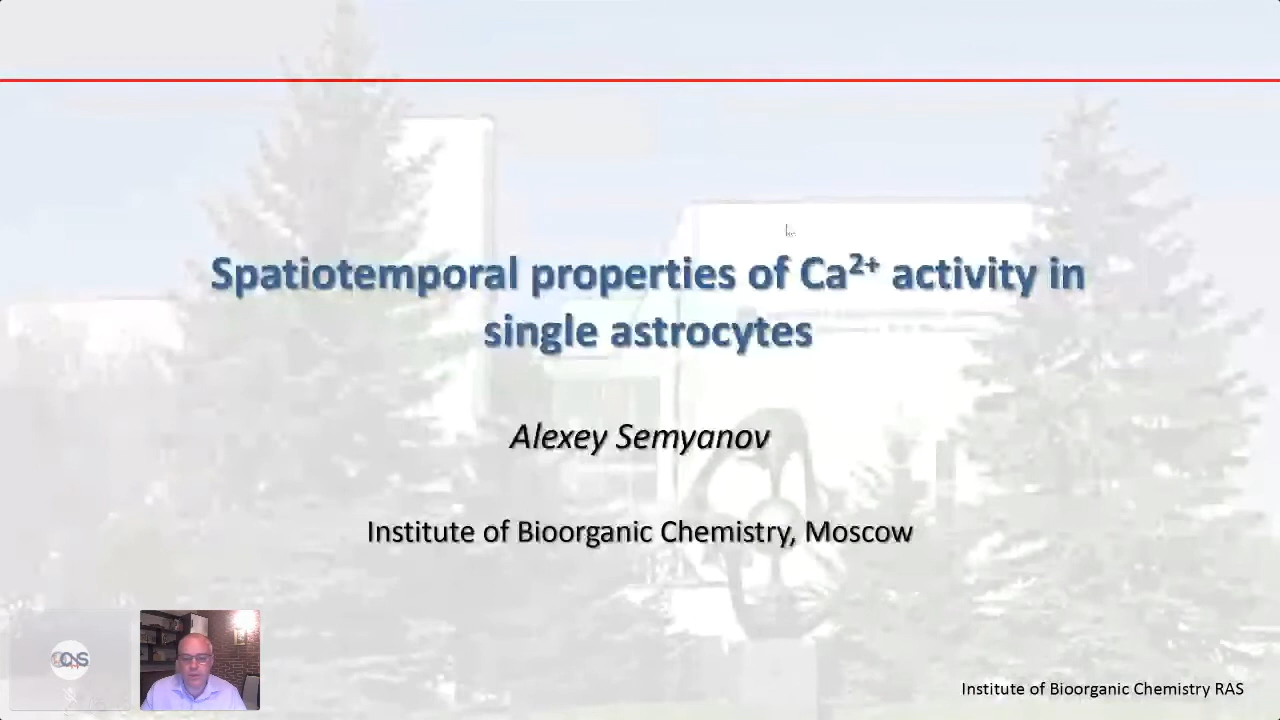 Spatiotemporal properties of Ca²⁺ activity in
single astrocytes
Alexey Semyanov
Institute of Bioorganic Chemistry, Moscow
Institute of Bioorganic Chemistry RAS